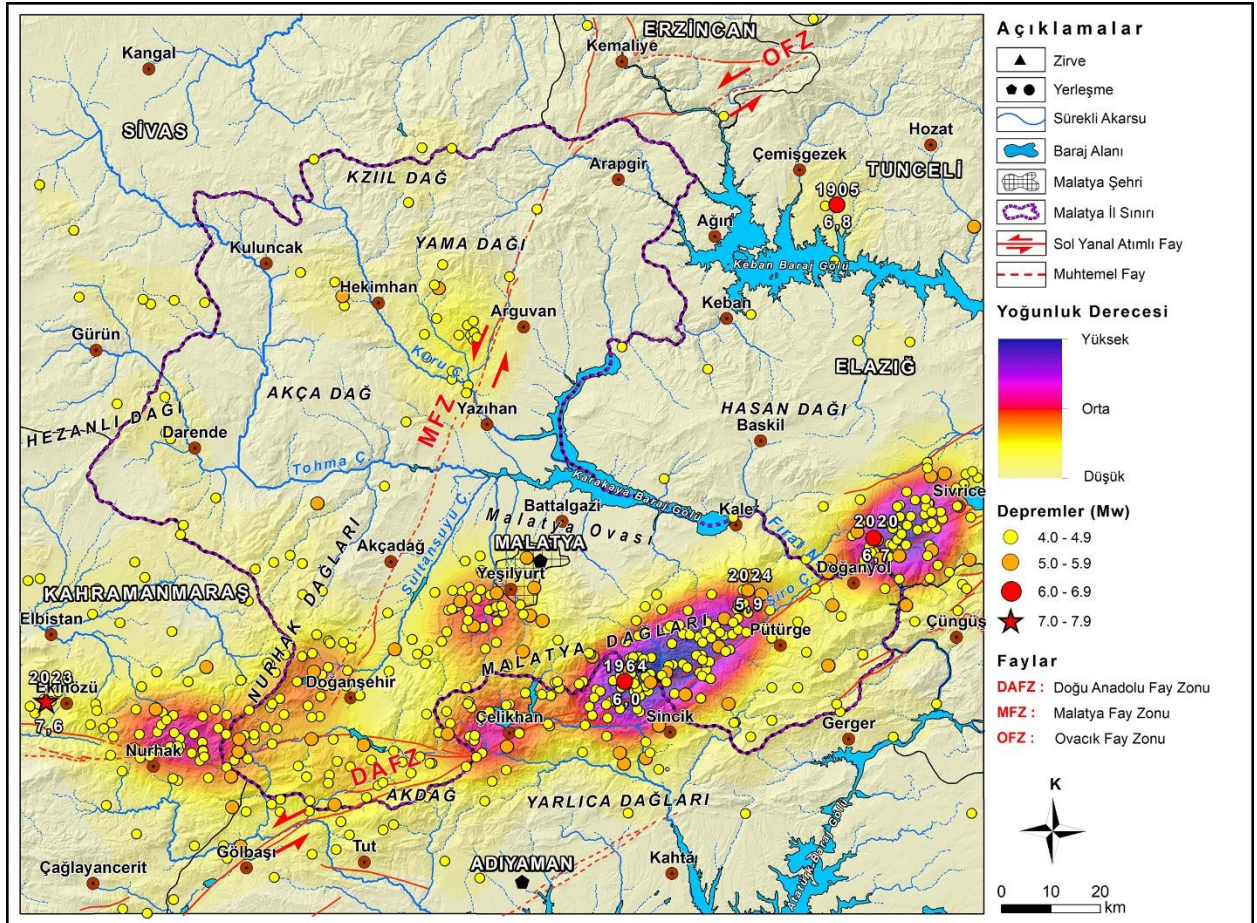 ERZİNCAN
Kangal
Kemaliye
OFZ
SİVAS
Hozat
Arapgir
Çemişgezek
TUNCELİ
KZIIL DAĞ
1905
6,8
Ağın
Kuluncak
YAMA DAĞI
Keban Baraj Gölü
Hekimhan
Keban
Arguvan
Gürün
Kuru Ç.
ELAZIĞ
AKÇA DAĞ
MFZ
Yazıhan
HASAN DAĞI
Baskil
HEZANLI DAĞI
Darende
Tohma Ç.
Karakaya Baraj Gölü
Sivrice
Battalgazi
Kale
2020
6,7
Malatya Ovası
Fırat N.
MALATYA
Akçadağ
Sultansuyu Ç.
Yeşilyurt
2024
5,9
Şiro Ç.
Doğanyol
KAHRAMANMARAŞ
Elbistan
NURHAK DAĞLARI
MALATYA DAĞLARI
Pütürge
Çüngüş
1964
6,0
2023
Ekinözü
7,6
Doğanşehir
Çelikhan
Sincik
Gerger
Nurhak
DAFZ
AKDAĞ
YARLICA DAĞLARI
Gölbaşı
Tut
Çağlayancerit
ADIYAMAN
Kahta
Atatürk Baraj Gölü
Açıklamalar
Zirve
Yerleşme
Sürekli Akarsu
Baraj Alanı
Malatya Şehri
Malatya İl Sınırı
Sol Yanal Atımlı Fay
Muhtemel Fay
Yoğunluk Derecesi
Yüksek
Orta
Düşük
Depremler (Mw)
4.0 - 4.9
5.0 - 5.9
6.0 - 6.9
7.0 - 7.9
Faylar
DAFZ : Doğu Anadolu Fay Zonu
MFZ : Malatya Fay Zonu
OFZ : Ovacık Fay Zonu
K
0 10 20
km